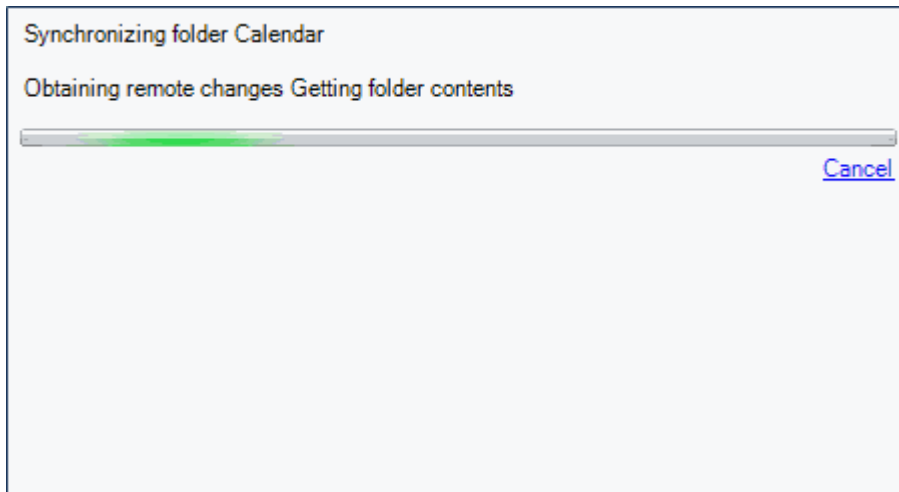 Synchronizing folder Calendar
Obtaining remote changes Getting folder contents
Cancel